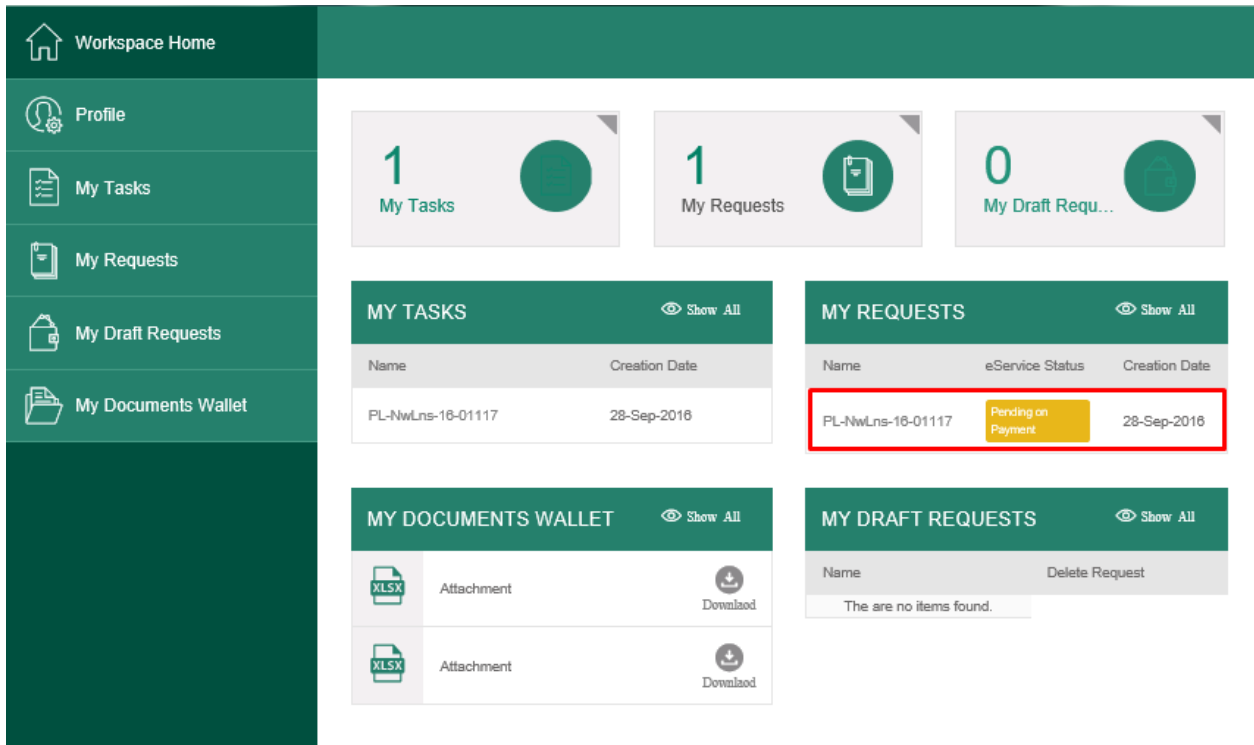 Workspace Home
Profile
My Tasks
My Requests
My Draft Requests
My Documents Wallet
1
My Tasks
1
My Requests
0
My Draft Requ...
MY TASKS Show All
Name Creation Date
PL-NwLns-16-01117 28-Sep-2016
MY REQUESTS Show All
Name eService Status Creation Date
PL-NwLns-16-01117 Pending on
Payment 28-Sep-2016
MY DOCUMENTS WALLET Show All
XLSX Attachment Downlaod
XLSX Attachment Downlaod
MY DRAFT REQUESTS Show All
Name Delete Request
The are no items found.